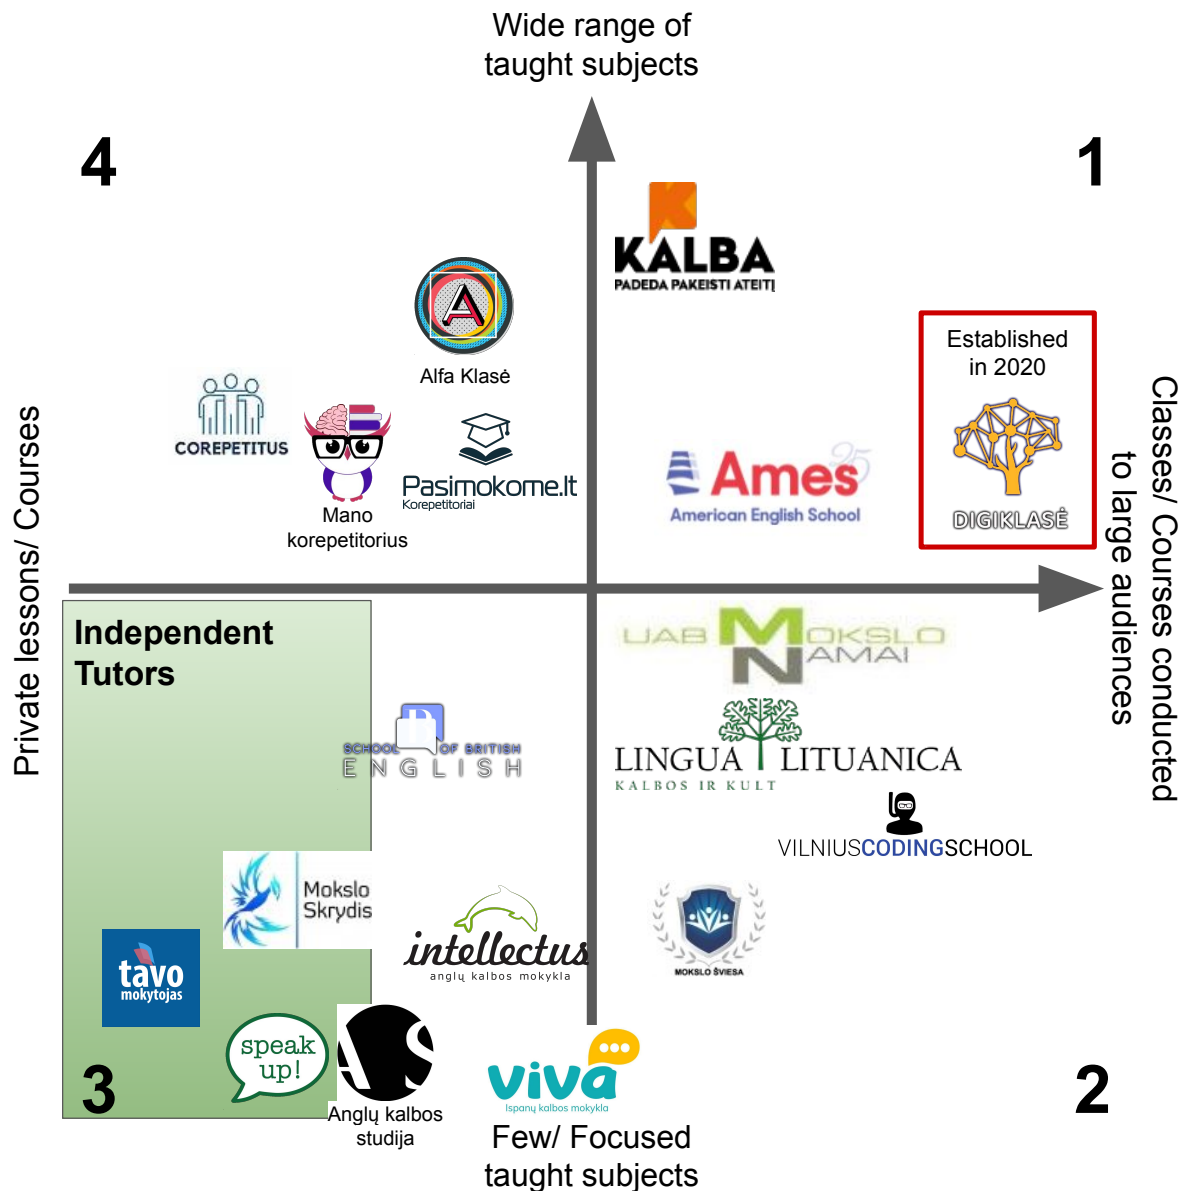 Wide range of
taught subjects
4
1
KALBA
PADEDA PAKEISTI ATEITĮ
A
Alfa Klasė
Established
in 2020
DIGIKLASĖ
COREPETITUS
Mano
korepetitorius
Pasimokome.lt
Korepetitoriai
Ames 25
American English School
Private lessons/ Courses
Classes/ Courses conducted
to large audiences
Independent
Tutors
UAB MOKSLO
NAMAI
SCHOOL OF BRITISH
ENGLISH
LINGUA LITUANICA
KALBOS IR KULT
VILNIUSCODINGSCHOOL
Mokslo
Skrydis
intellectus
anglų kalbos mokykla
MOKSLO ŠVIESA
tavo
mokytojas
speak
up!
AS
Anglų kalbos
studija
viva
Ispanų kalbos mokykla
3
2
Few/ Focused
taught subjects